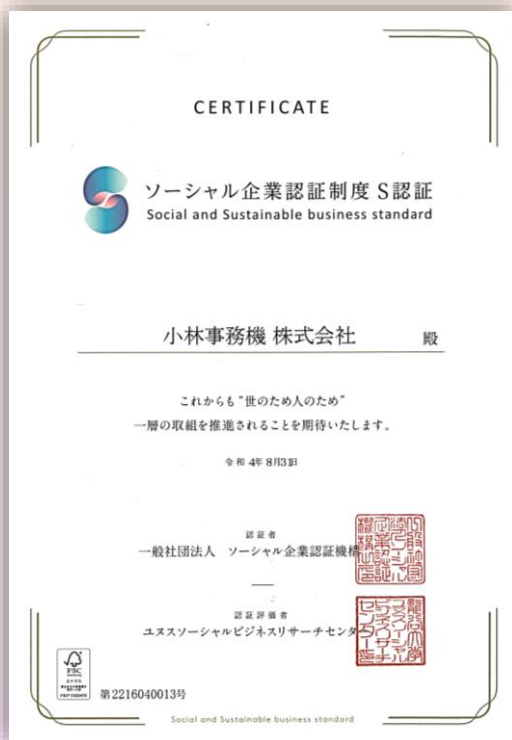 CERTIFICATE
ソーシャル企業認証制度 S認証
Social and Sustainable business standard
小林事務機 株式会社 殿
これからも“世のため人のため”
一層の取組を推進されることを期待いたします。
令和 4年 8月31日
認証者
一般社団法人 ソーシャル企業認証機構
認証評価者
ユヌスソーシャルビジネスリサーチセンター
FSC
第2216040013号
Social and Sustainable business standard